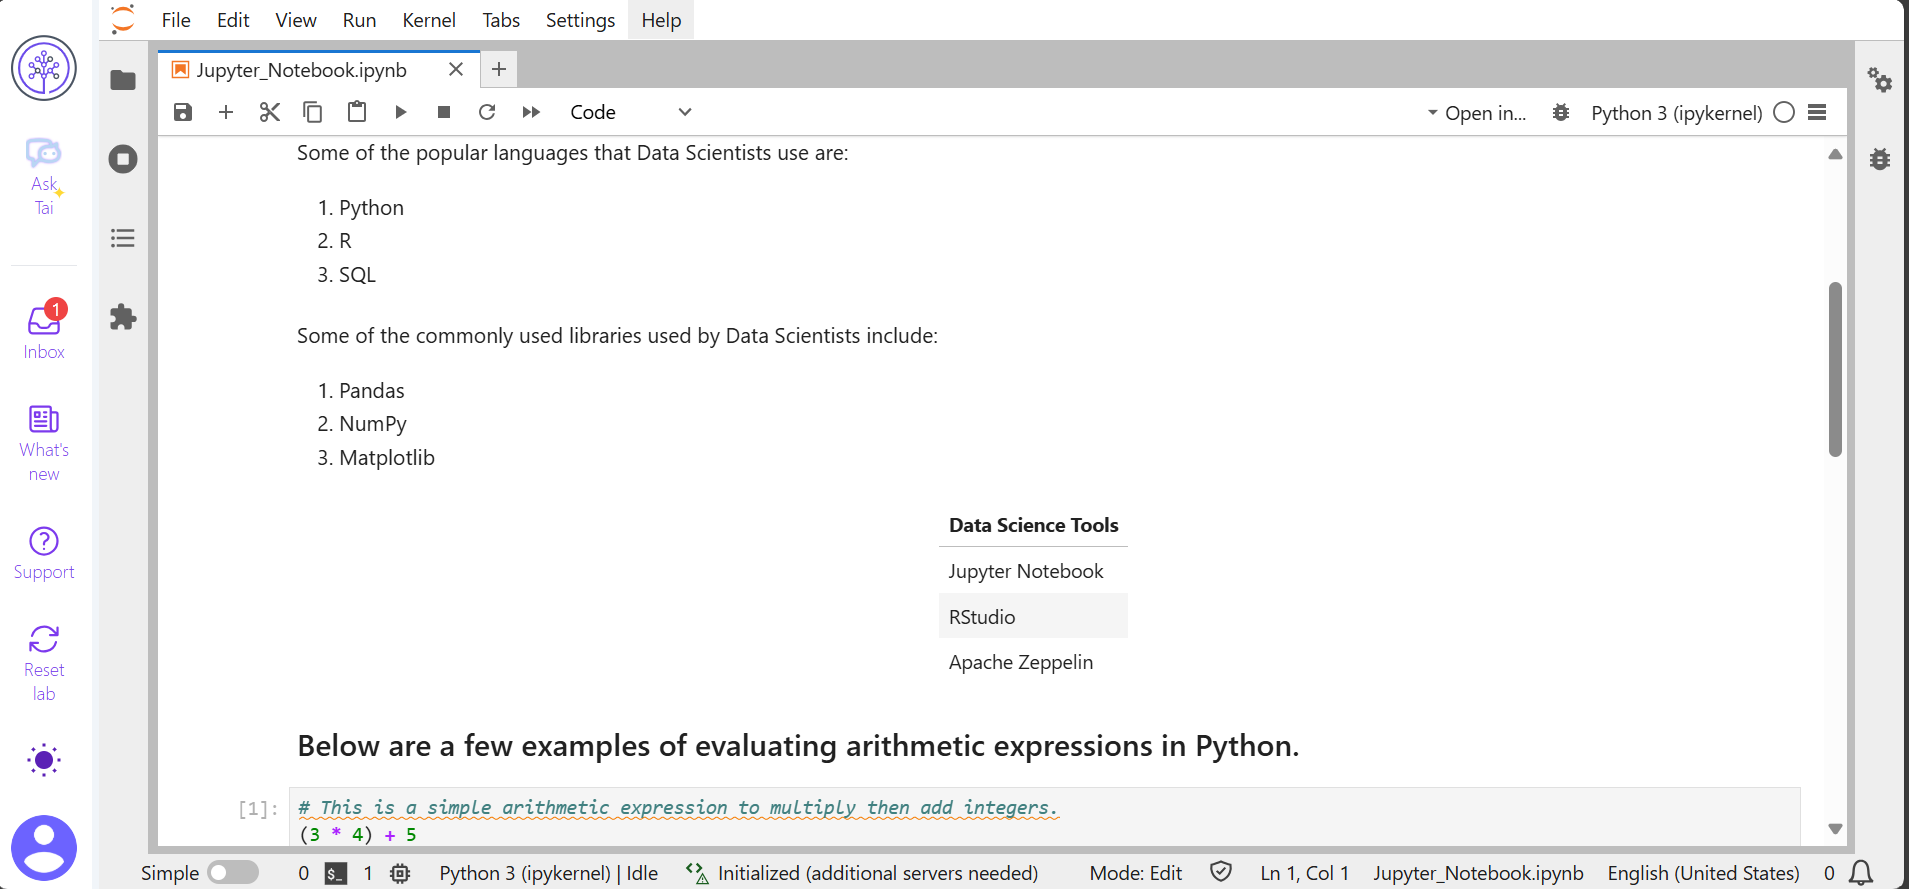 File Edit View Run Kernel Tabs Settings Help
Jupyter_Notebook.ipynb
Code
Open in...
Python 3 (ipykernel)
Ask
Tai
1
Inbox
What's
new
Support
Reset
lab
Some of the popular languages that Data Scientists use are:
1. Python
2. R
3. SQL
Some of the commonly used libraries used by Data Scientists include:
1. Pandas
2. NumPy
3. Matplotlib
Data Science Tools
Jupyter Notebook
RStudio
Apache Zeppelin
Below are a few examples of evaluating arithmetic expressions in Python.
[1]: # This is a simple arithmetic expression to multiply then add integers.
(3 * 4) + 5
Simple 0 $_ 1 Python 3 (ipykernel) | Idle Initialized (additional servers needed) Mode: Edit Ln 1, Col 1 Jupyter_Notebook.ipynb English (United States) 0